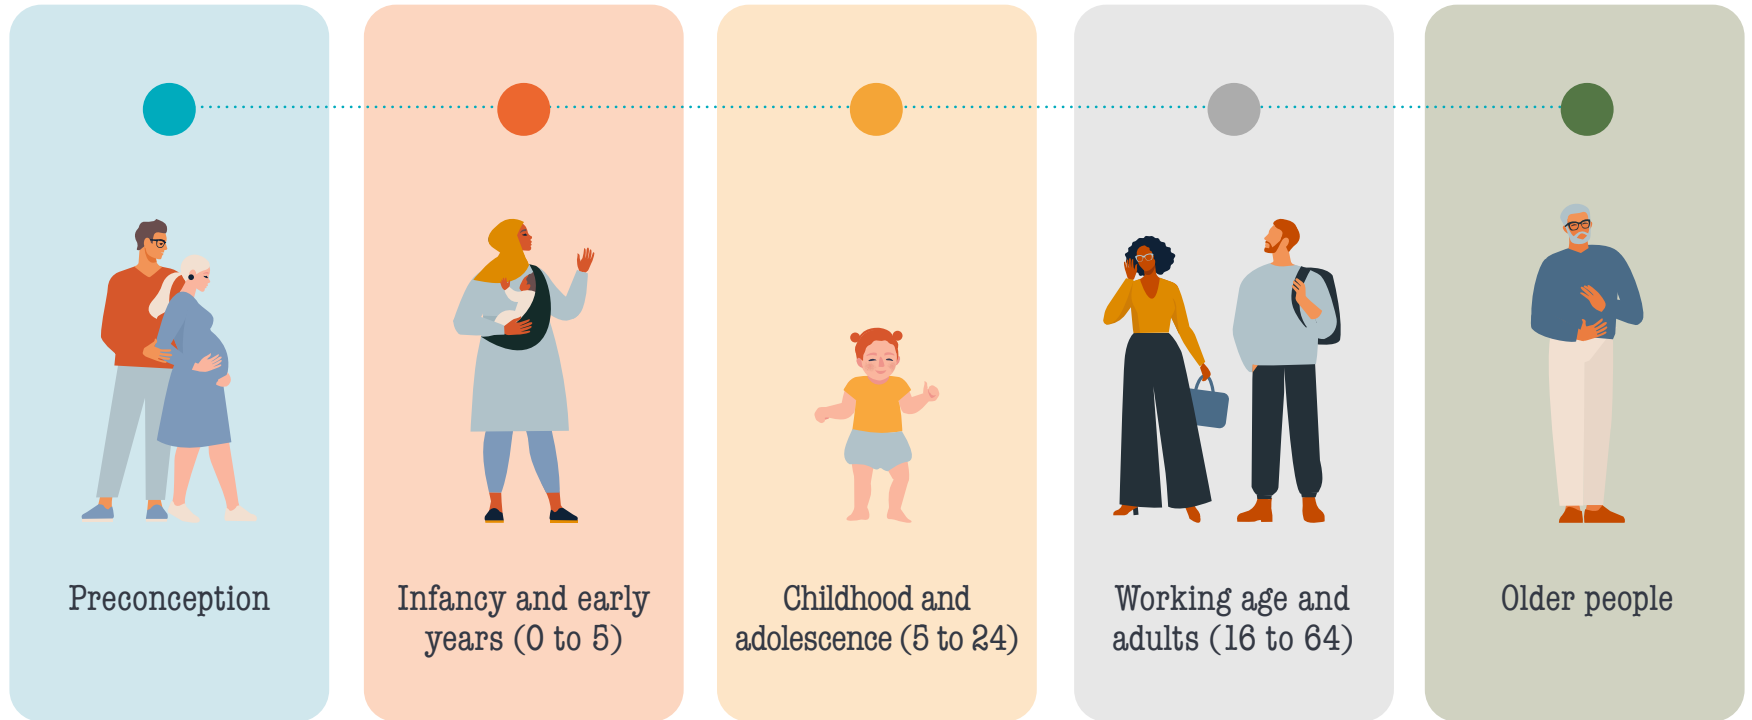 Preconception
Infancy and early
years (0 to 5)
Childhood and
adolescence (5 to 24)
Working age and
adults (16 to 64)
Older people